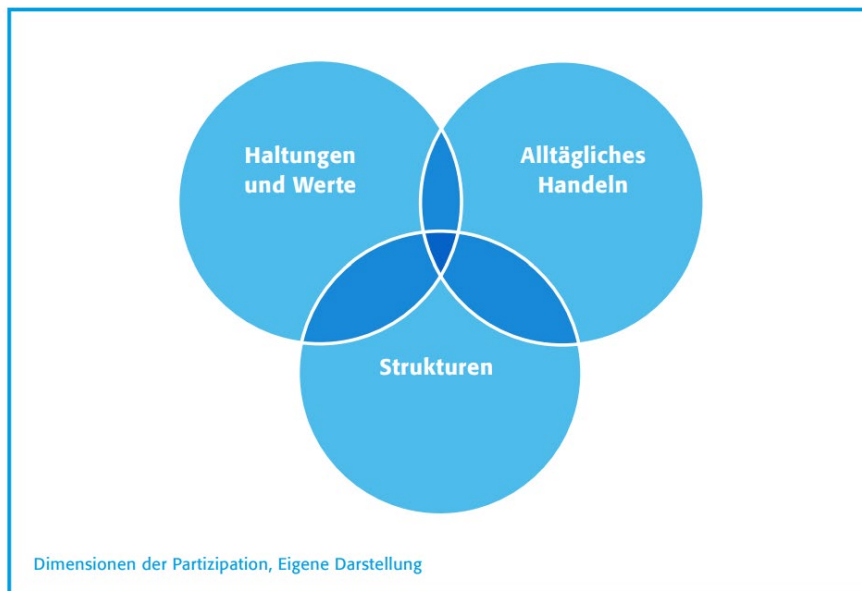 Haltungen
und Werte
Alltägliches
Handeln
Strukturen
Dimensionen der Partizipation, Eigene Darstellung